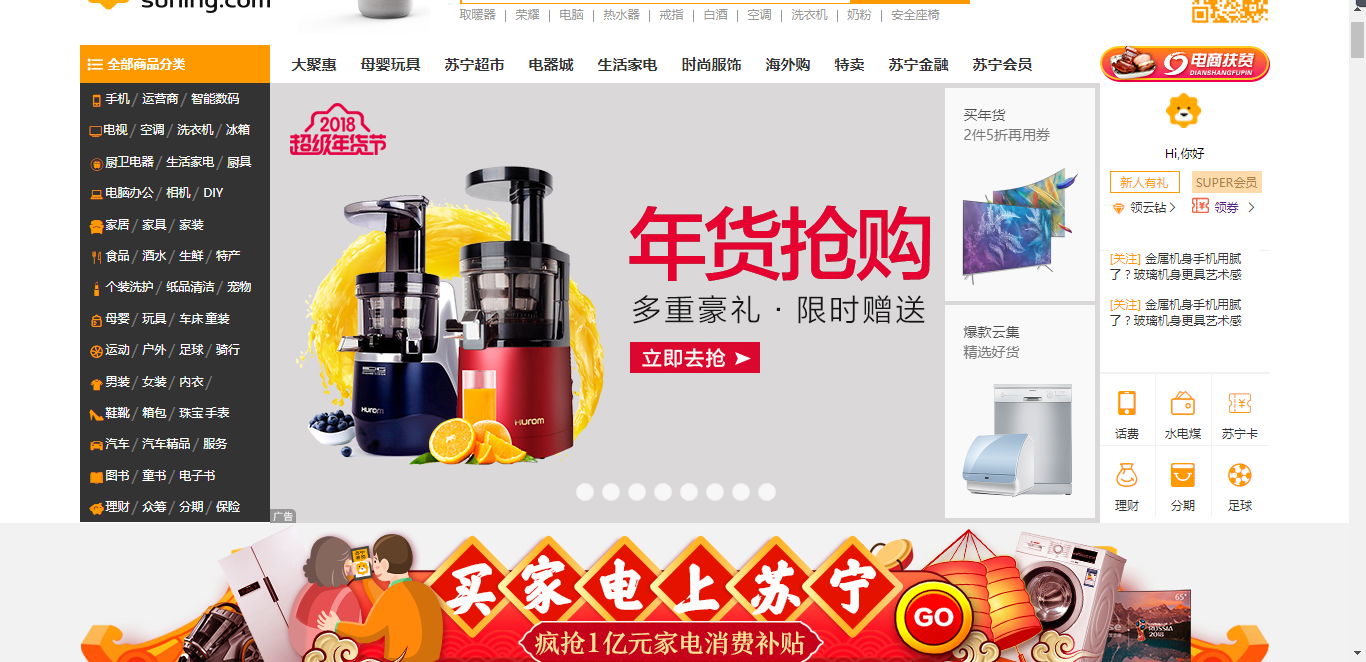 suning.com
取暖器 | 荣耀 | 电脑 | 热水器 | 戒指 | 白酒 | 空调 | 洗衣机 | 奶粉 | 安全座椅
全部商品分类
大聚惠 母婴玩具 苏宁超市 电器城 生活家电 时尚服饰 海外购 特卖 苏宁金融 苏宁会员
电商扶贫
DIANSHANGFUPIN
手机 / 运营商 / 智能数码
电视 / 空调 / 洗衣机 / 冰箱
厨卫电器 / 生活家电 / 厨具
电脑办公 / 相机 / DIY
家居 / 家具 / 家装
食品 / 酒水 / 生鲜 / 特产
个装洗护 / 纸品清洁 / 宠物
母婴 / 玩具 / 车床童装
运动 / 户外 / 足球 / 骑行
男装 / 女装 / 内衣 /
鞋靴 / 箱包 / 珠宝手表
汽车 / 汽车精品 / 服务
图书 / 童书 / 电子书
理财 / 众筹 / 分期 / 保险
2018
超级年货节
年货抢购
多重豪礼 · 限时赠送
立即去抢
Hurom
Hurom
广告
买年货
2件5折再用券
爆款云集
精选好货
Hi,你好
新人有礼 SUPER会员
领云钻 领券
[关注] 金属机身手机用腻
了？玻璃机身更具艺术感
[关注] 金属机身手机用腻
了？玻璃机身更具艺术感
话费 水电煤 苏宁卡
理财 分期 足球
买家电上苏宁
疯抢1亿元家电消费补贴
GO
65"
RUSSIA
2018